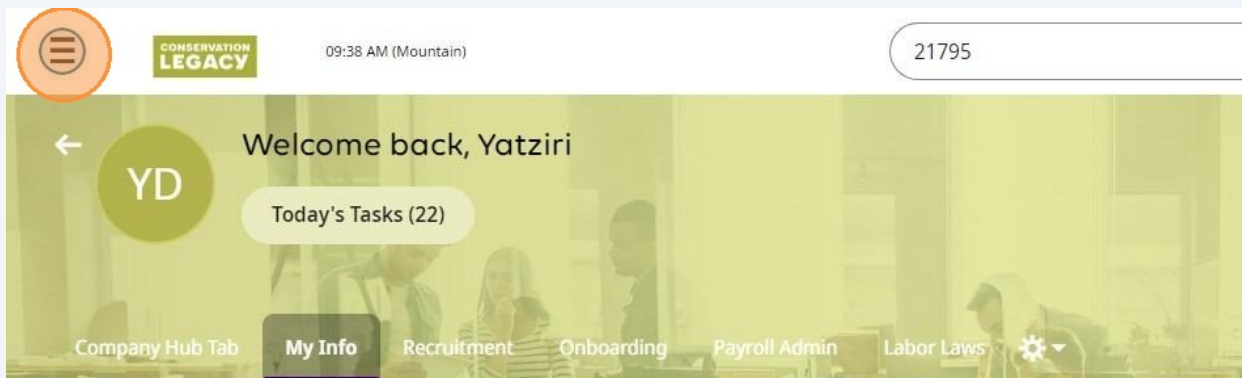 CONSERVATION
LEGACY
09:38 AM (Mountain)
21795
Welcome back, Yatziri
YD
Today's Tasks (22)
Company Hub Tab My Info Recruitment Onboarding Payroll Admin Labor Laws